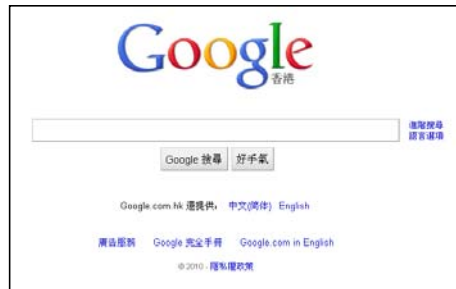 Google
香港
進階搜尋
語言選項
Google 搜尋 好手氣
Google.com.hk 還提供： 中文(简体) English
廣告服務 Google 完全手冊 Google.com in English
© 2010 - 隱私權政策